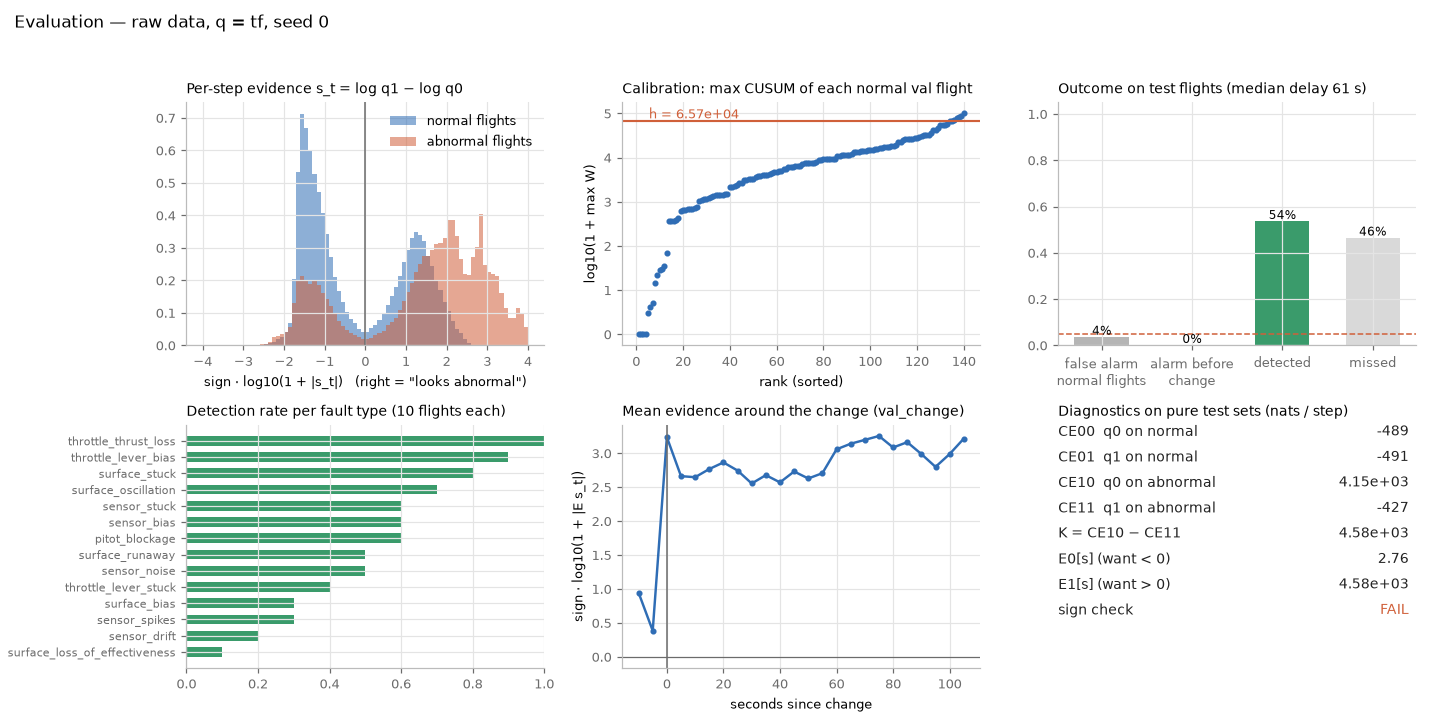 Evaluation — raw data, q = tf, seed 0
Per-step evidence s_t = log q1 − log q0
normal flights
abnormal flights
0.7
0.6
0.5
0.4
0.3
0.2
0.1
0.0
−4
−3
−2
−1
0
1
2
3
4
sign · log10(1 + |s_t|)   (right = "looks abnormal")
Calibration: max CUSUM of each normal val flight
h = 6.57e+04
log10(1 + max W)
5
4
3
2
1
0
0
20
40
60
80
100
120
140
rank (sorted)
Outcome on test flights (median delay 61 s)
1.0
0.8
0.6
0.4
0.2
0.0
4%
0%
54%
46%
false alarm
normal flights
alarm before
change
detected
missed
Detection rate per fault type (10 flights each)
throttle_thrust_loss
throttle_lever_bias
surface_stuck
surface_oscillation
sensor_stuck
sensor_bias
pitot_blockage
surface_runaway
sensor_noise
throttle_lever_stuck
surface_bias
sensor_spikes
sensor_drift
surface_loss_of_effectiveness
0.0
0.2
0.4
0.6
0.8
1.0
Mean evidence around the change (val_change)
sign · log10(1 + |E s_t|)
3.0
2.5
2.0
1.5
1.0
0.5
0.0
0
20
40
60
80
100
seconds since change
Diagnostics on pure test sets (nats / step)
CE00  q0 on normal -489
CE01  q1 on normal -491
CE10  q0 on abnormal 4.15e+03
CE11  q1 on abnormal -427
K = CE10 − CE11 4.58e+03
E0[s] (want < 0) 2.76
E1[s] (want > 0) 4.58e+03
sign check FAIL